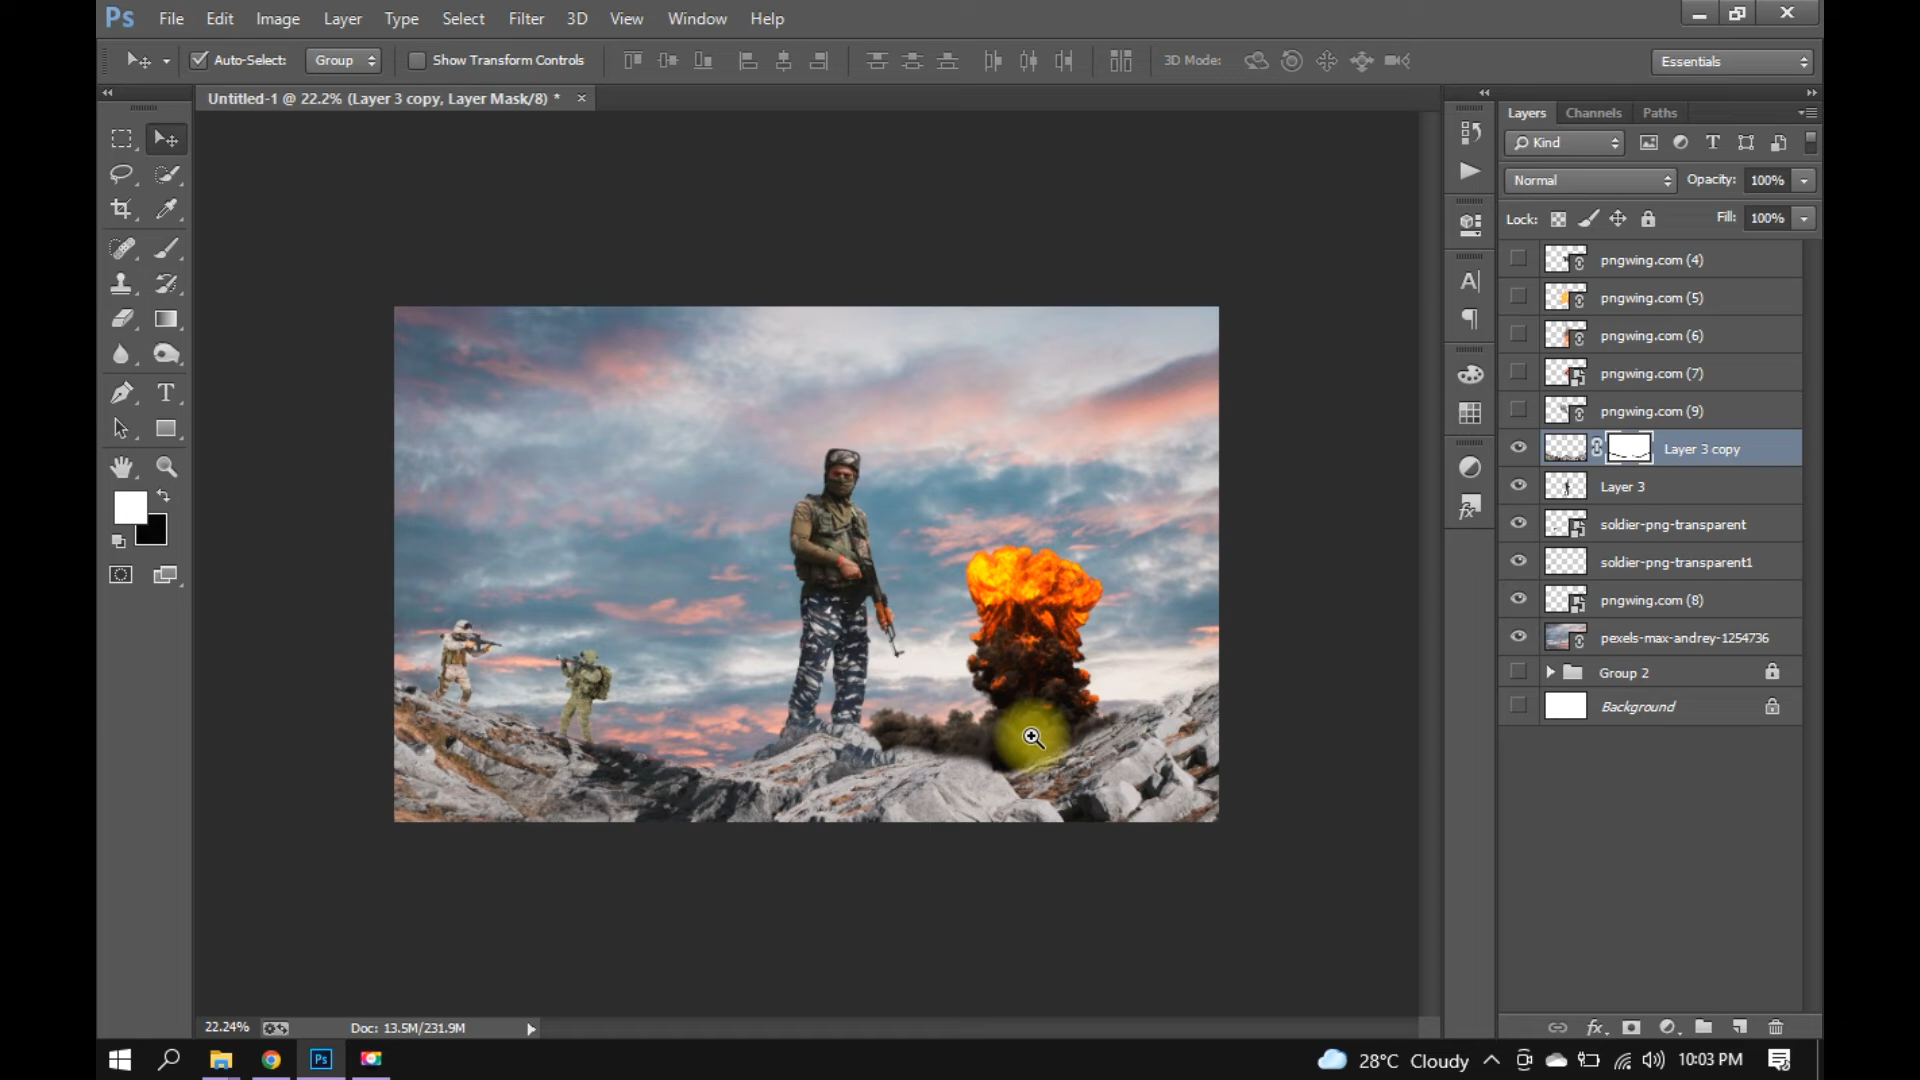 Ps File Edit Image Layer Type Select Filter 3D View Window Help
Auto-Select: Group Show Transform Controls 3D Mode: Essentials
Untitled-1 @ 22.2% (Layer 3 copy, Layer Mask/8) * ×
Layers Channels Paths
Kind
Normal Opacity: 100%
Lock: Fill: 100%
pngwing.com (4)
pngwing.com (5)
pngwing.com (6)
pngwing.com (7)
pngwing.com (9)
Layer 3 copy
Layer 3
soldier-png-transparent
soldier-png-transparent1
pngwing.com (8)
pexels-max-andrey-1254736
Group 2
Background
22.24% Doc: 13.5M/231.9M
Ps 28°C Cloudy 10:03 PM